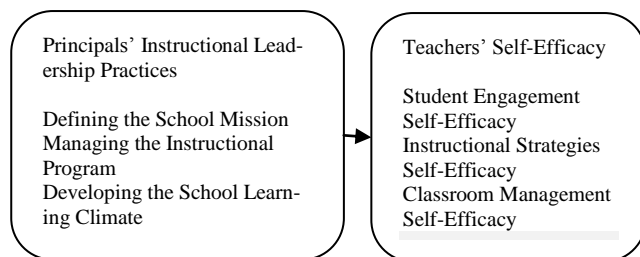 Principals' Instructional Lead-
ership Practices
Defining the School Mission
Managing the Instructional
Program
Developing the School Learn-
ing Climate
Teachers' Self-Efficacy
Student Engagement
Self-Efficacy
Instructional Strategies
Self-Efficacy
Classroom Management
Self-Efficacy